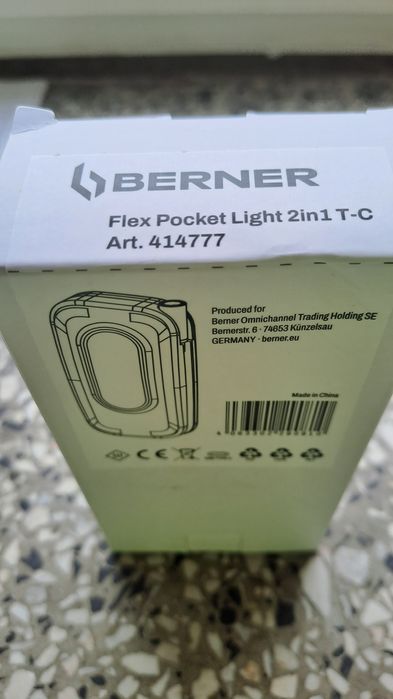 BERNER
Flex Pocket Light 2in1 T-C
Art. 414777
Produced for
Berner Omnichannel Trading Holding SE
Bernerstr. 6 · 74653 Künzelsau
GERMANY · berner.eu
Made in China
CE